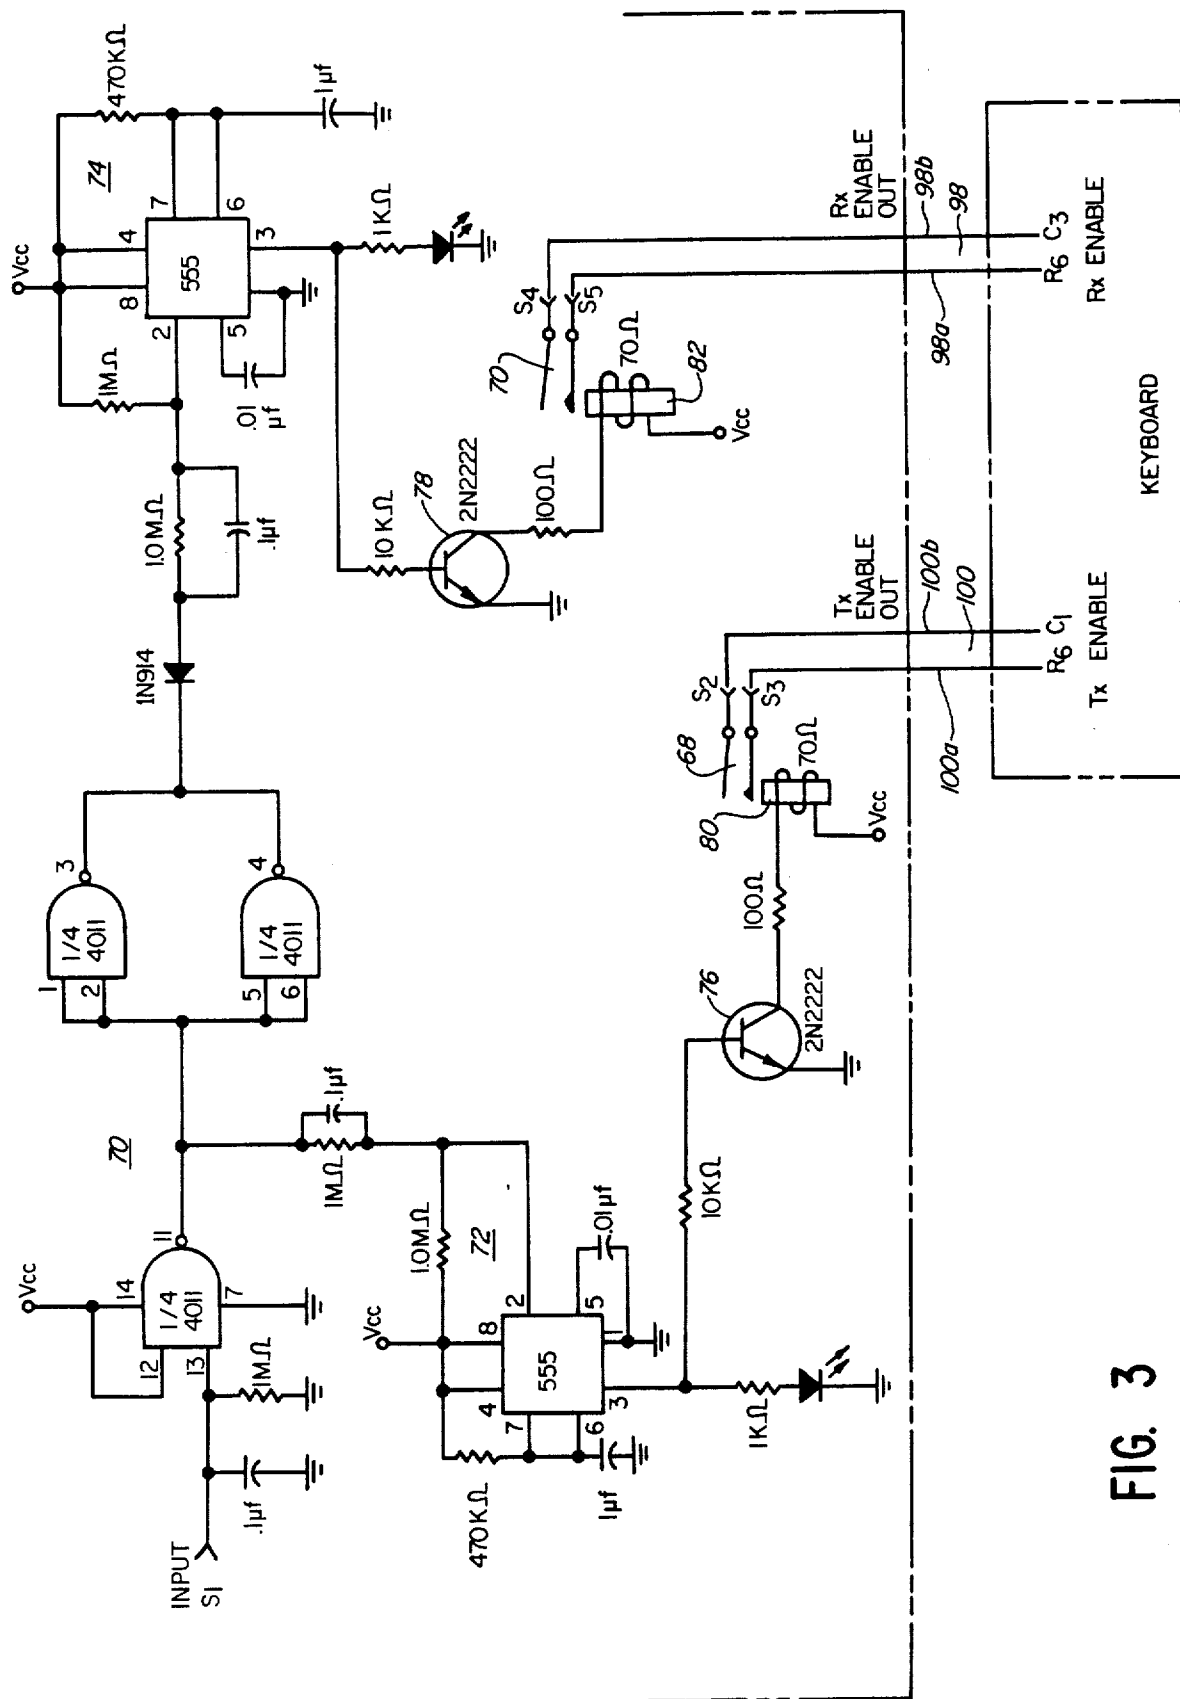 INPUT
S1
.1µf
1MΩ
12
13
14
Vcc
1/4
4011
7
11
70
1
2
1/4
4011
3
5
6
1/4
4011
4
1N914
1.0MΩ
.1µf
1MΩ
Vcc
74
470KΩ
1µf
8
4
7
2
555
6
5
3
.01
µf
1KΩ
1MΩ
.1µf
1.0MΩ
72
Vcc
470KΩ
1µf
4
8
2
7
555
6
5
1
3
.01µf
1KΩ
10KΩ
76
2N2222
100Ω
80
70Ω
Vcc
68
S2
S3
10KΩ
78
2N2222
100Ω
70
S4
S5
70Ω
82
Vcc
Tx
ENABLE
OUT
100b
100
100a
R6 C1
Tx ENABLE
Rx
ENABLE
OUT
98b
98
98a
R6 C3
Rx ENABLE
KEYBOARD
FIG. 3